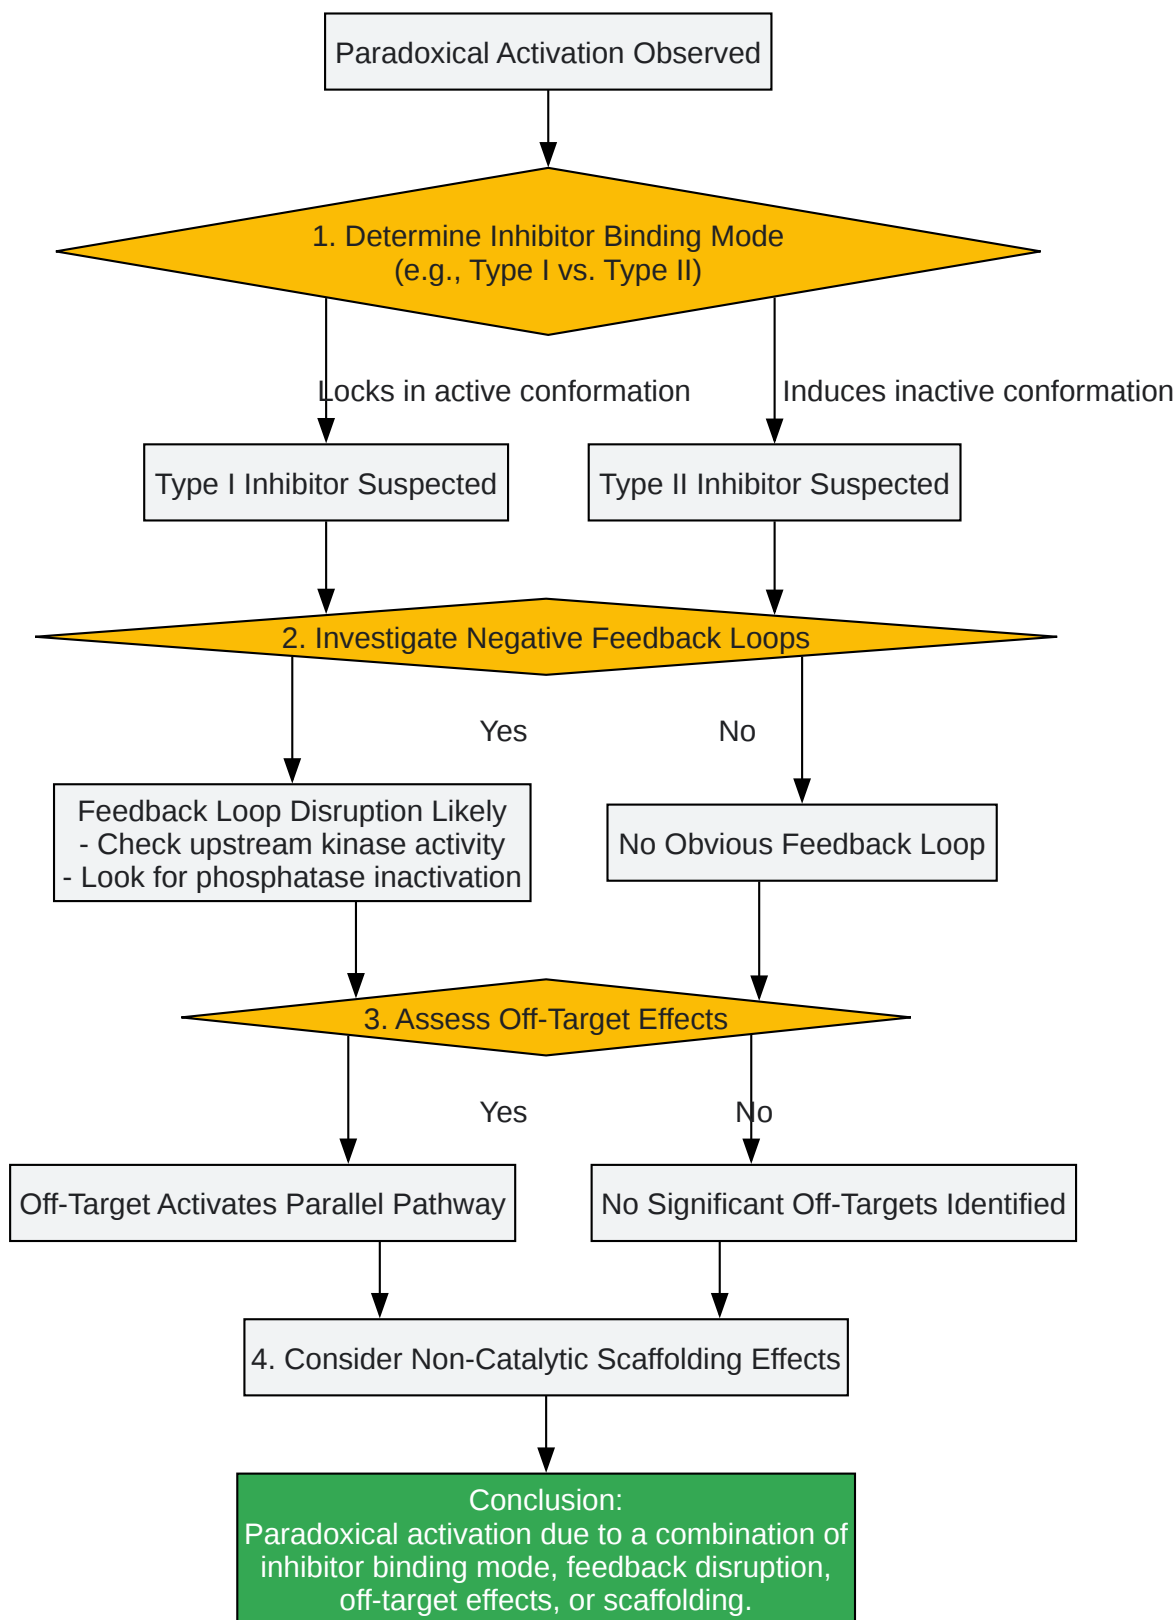 Paradoxical Activation Observed
1. Determine Inhibitor Binding Mode
(e.g., Type I vs. Type II)
Locks in active conformation
Induces inactive conformation
Type I Inhibitor Suspected
Type II Inhibitor Suspected
2. Investigate Negative Feedback Loops
Yes
No
Feedback Loop Disruption Likely
- Check upstream kinase activity
- Look for phosphatase inactivation
No Obvious Feedback Loop
3. Assess Off-Target Effects
Yes
No
Off-Target Activates Parallel Pathway
No Significant Off-Targets Identified
4. Consider Non-Catalytic Scaffolding Effects
Conclusion:
Paradoxical activation due to a combination of
inhibitor binding mode, feedback disruption,
off-target effects, or scaffolding.